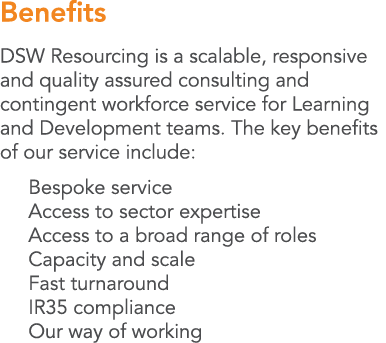 Benefits
DSW Resourcing is a scalable, responsive
and quality assured consulting and
contingent workforce service for Learning
and Development teams. The key benefits
of our service include:
Bespoke service
Access to sector expertise
Access to a broad range of roles
Capacity and scale
Fast turnaround
IR35 compliance
Our way of working